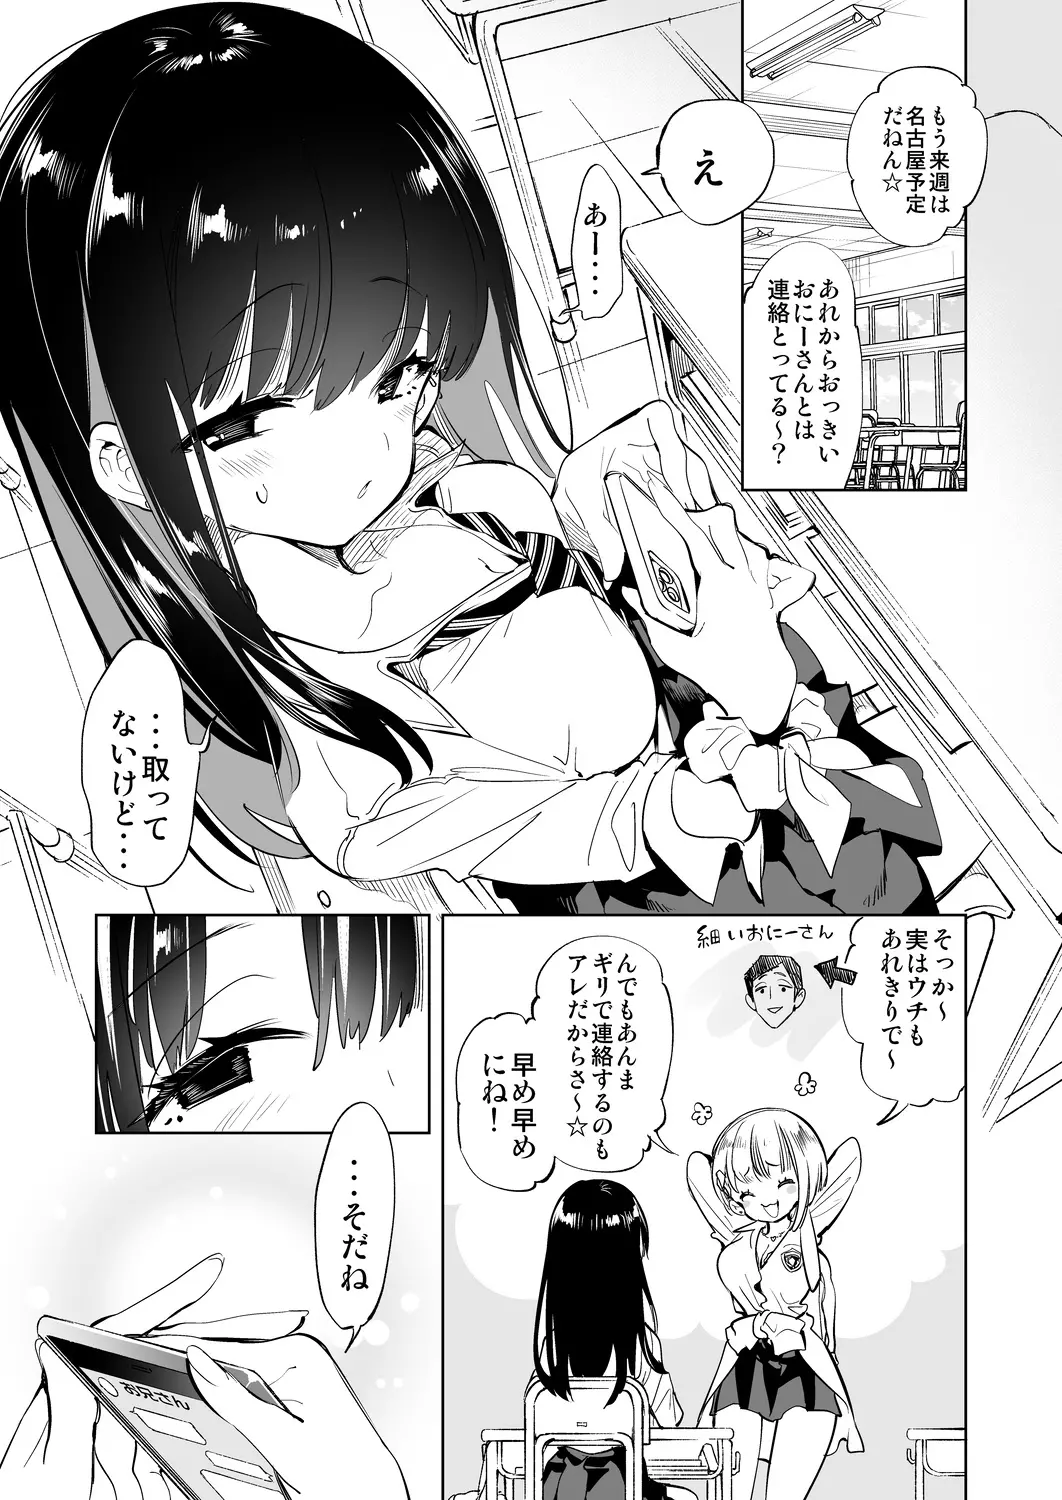 もう来週は
名古屋予定
だねん☆
あれからおっきい
おにーさんとは
連絡とってる～？
え
あー・・・・
・・・取って
ないけど・・・・
そっか～
実はウチも
あれきりで～
細いおにーさん
んでもあんま
ギリで連絡するのも
アレだからさ～☆
早め早め
にね！
・・・そだね
お兄さん